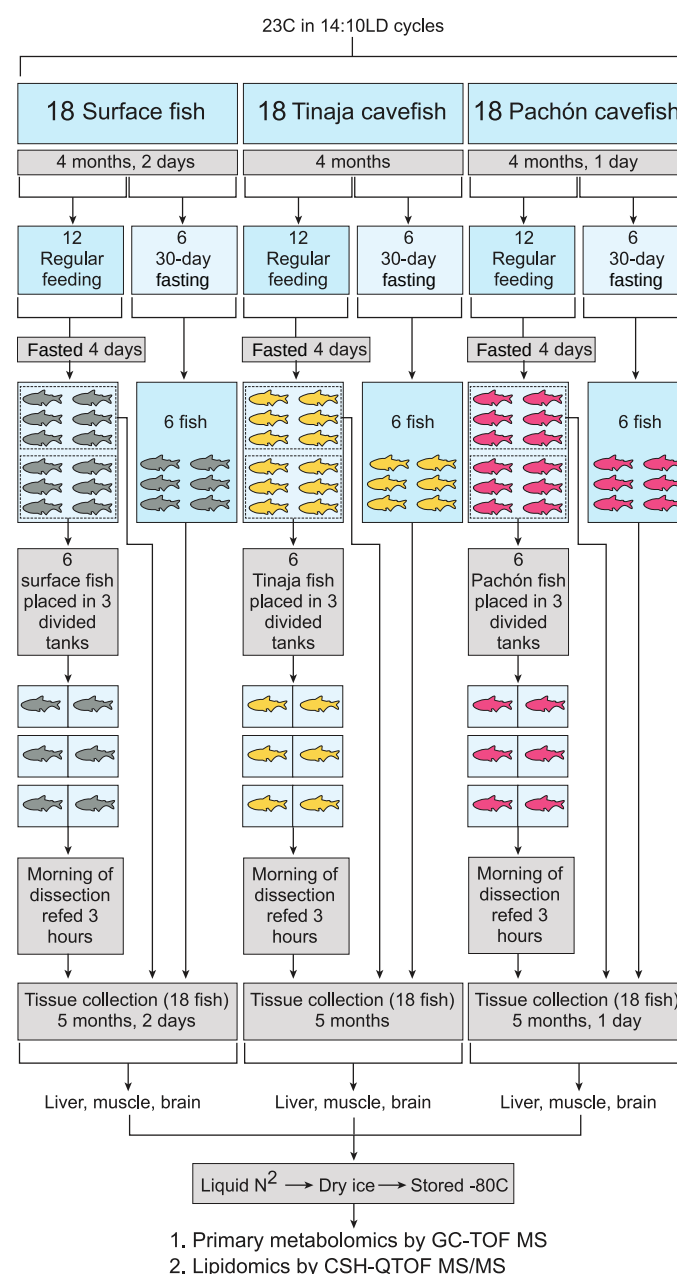 23C in 14:10LD cycles
18 Surface fish
18 Tinaja cavefish
18 Pachón cavefish
4 months, 2 days
4 months
4 months, 1 day
12
Regular
feeding
6
30-day
fasting
12
Regular
feeding
6
30-day
fasting
12
Regular
feeding
6
30-day
fasting
Fasted 4 days
Fasted 4 days
Fasted 4 days
6 fish
6 fish
6 fish
6
surface fish
placed in 3
divided
tanks
6
Tinaja fish
placed in 3
divided
tanks
6
Pachón fish
placed in 3
divided
tanks
Morning of
dissection
refed 3
hours
Morning of
dissection
refed 3
hours
Morning of
dissection
refed 3
hours
Tissue collection (18 fish)
5 months, 2 days
Tissue collection (18 fish)
5 months
Tissue collection (18 fish)
5 months, 1 day
Liver, muscle, brain
Liver, muscle, brain
Liver, muscle, brain
Liquid N² → Dry ice → Stored -80C
1. Primary metabolomics by GC-TOF MS
2. Lipidomics by CSH-QTOF MS/MS